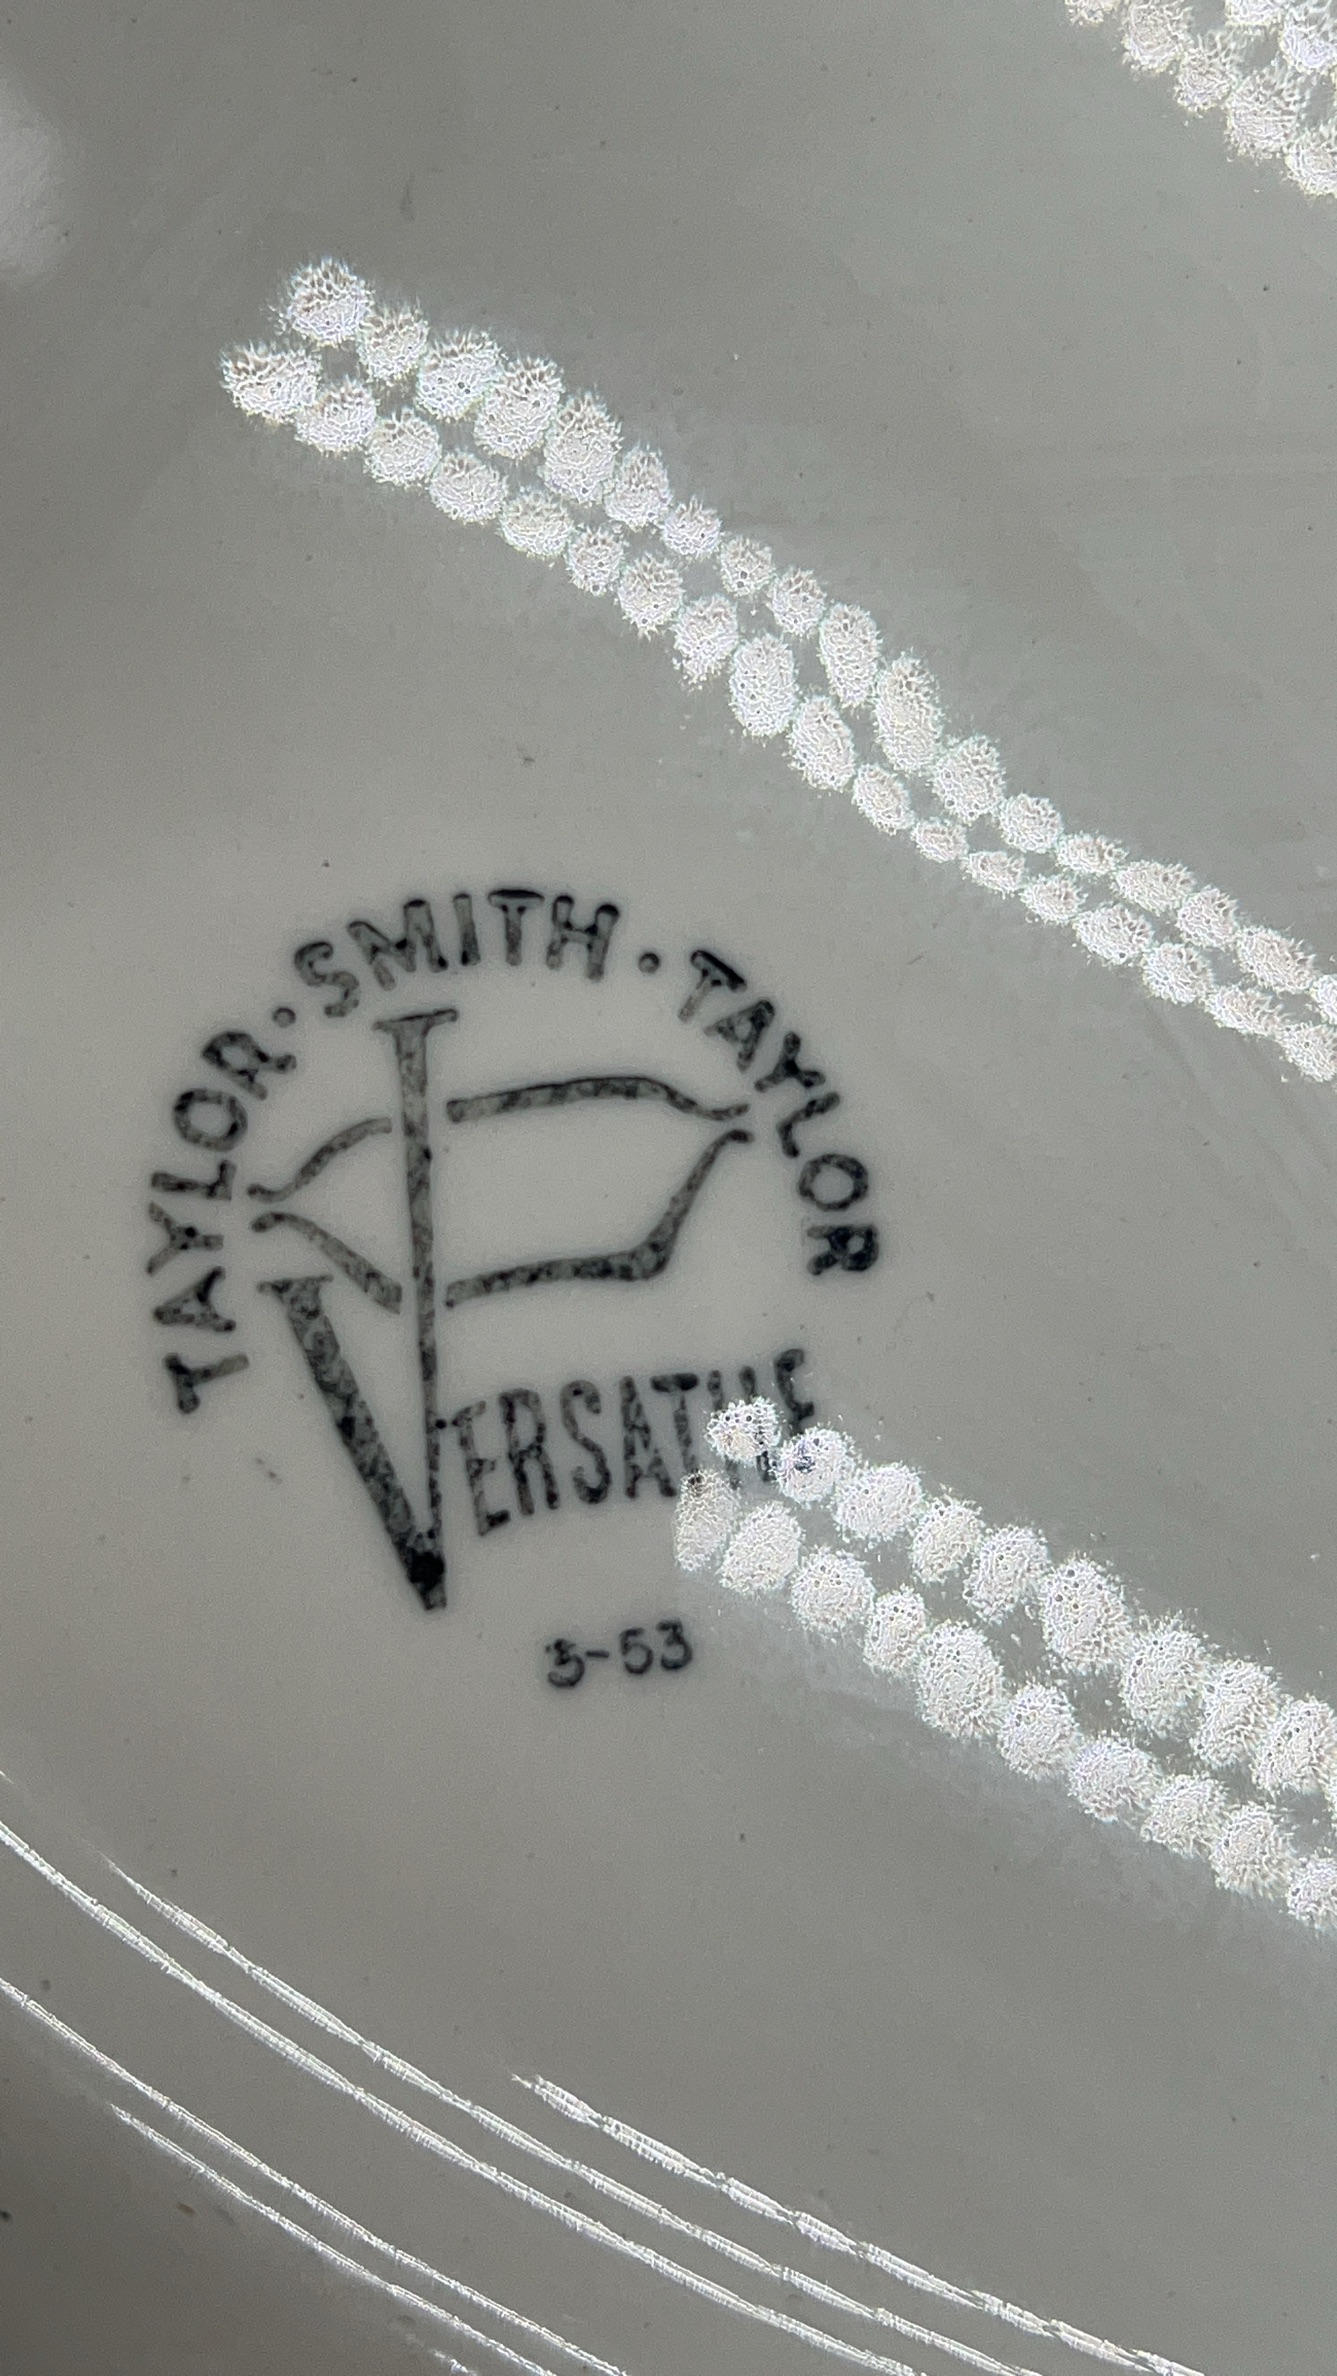 TAYLOR · SMITH · TAYLOR
VERSATILE
3-53